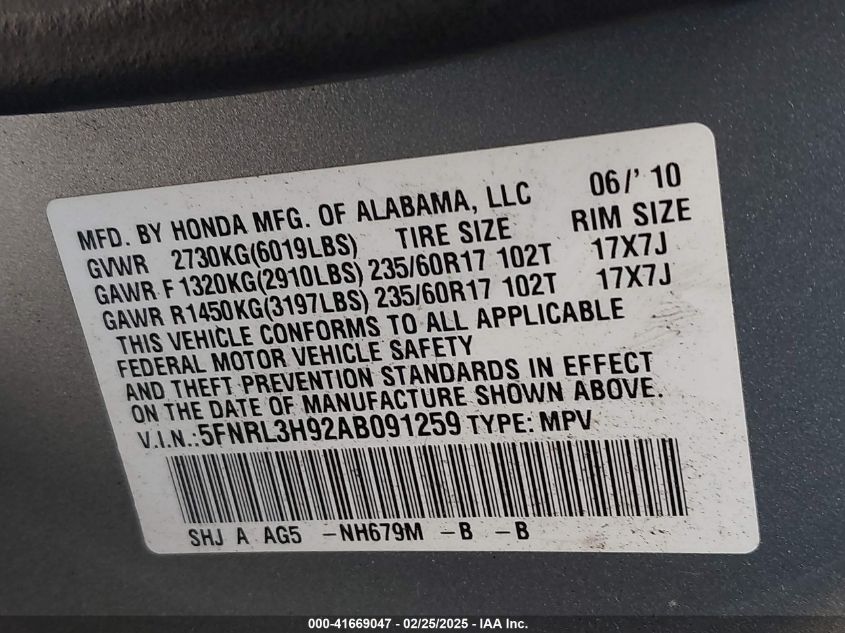 MFD. BY HONDA MFG. OF ALABAMA, LLC 06/' 10
GVWR 2730KG(6019LBS) TIRE SIZE RIM SIZE
GAWR F 1320KG(2910LBS) 235/60R17 102T 17X7J
GAWR R1450KG(3197LBS) 235/60R17 102T 17X7J
THIS VEHICLE CONFORMS TO ALL APPLICABLE
FEDERAL MOTOR VEHICLE SAFETY
AND THEFT PREVENTION STANDARDS IN EFFECT
ON THE DATE OF MANUFACTURE SHOWN ABOVE.
V.I.N.:5FNRL3H92AB091259 TYPE: MPV
SHJ A AG5 -NH679M -B -B
000-41669047 - 02/25/2025 - IAA Inc.